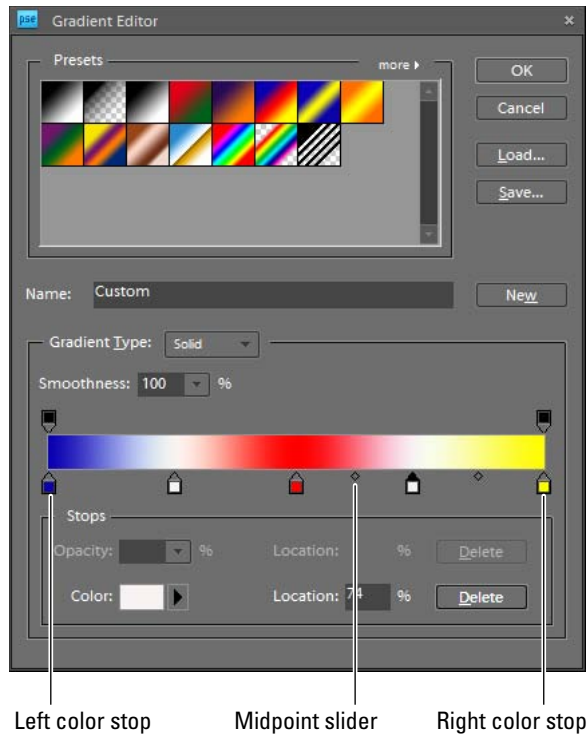 pse Gradient Editor
Presets
more
OK
Cancel
Load...
Save...
Name: Custom
New
Gradient Type: Solid
Smoothness: 100 %
Stops
Opacity: % Location: % Delete
Color: Location: 74 % Delete
Left color stop Midpoint slider Right color stop